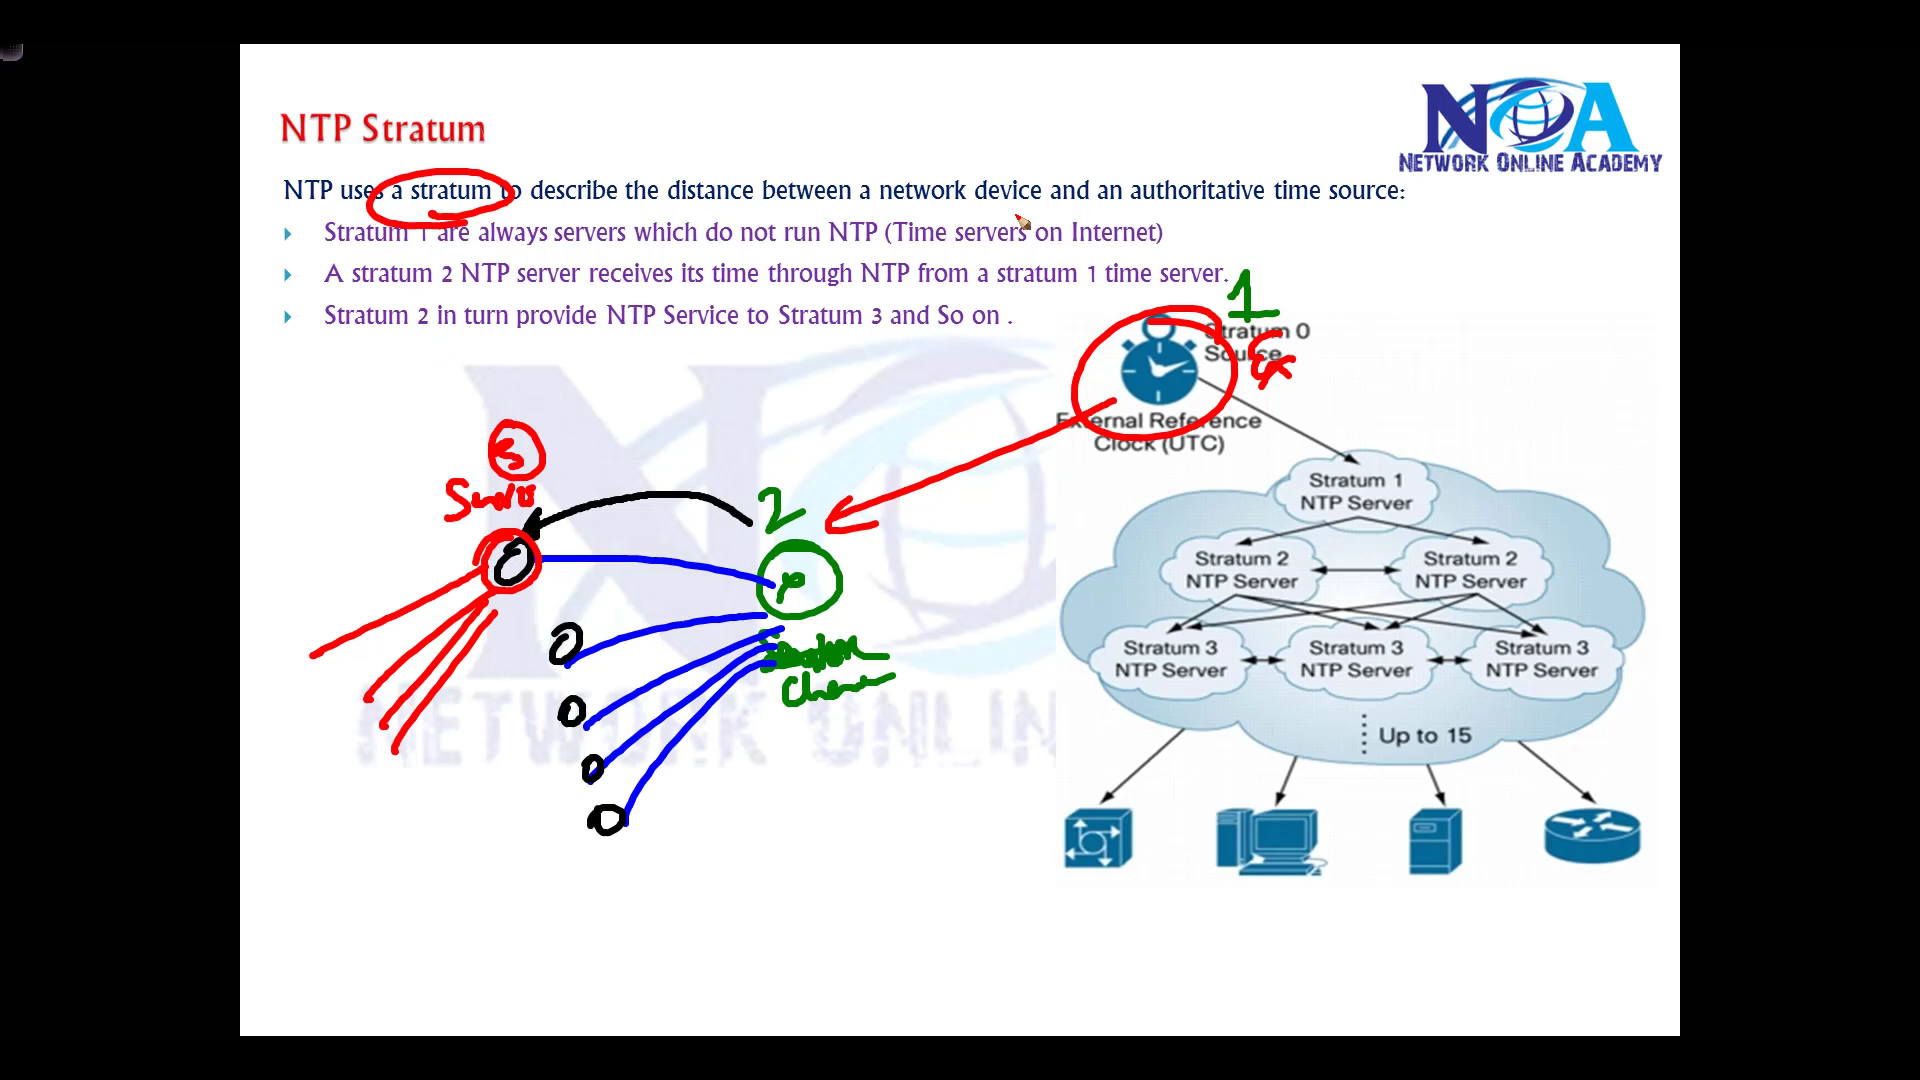 NOA
NETWORK ONLINE ACADEMY
NTP Stratum
NTP uses a stratum to describe the distance between a network device and an authoritative time source:
Stratum 1 are always servers which do not run NTP (Time servers on Internet)
A stratum 2 NTP server receives its time through NTP from a stratum 1 time server.
Stratum 2 in turn provide NTP Service to Stratum 3 and So on .
1
Stratum 0
Source
External Reference
Clock (UTC)
3
2
Stratum 1
NTP Server
Stratum 2
NTP Server
Stratum 2
NTP Server
Stratum 3
NTP Server
Stratum 3
NTP Server
Stratum 3
NTP Server
Up to 15
NETWORK ONLIN